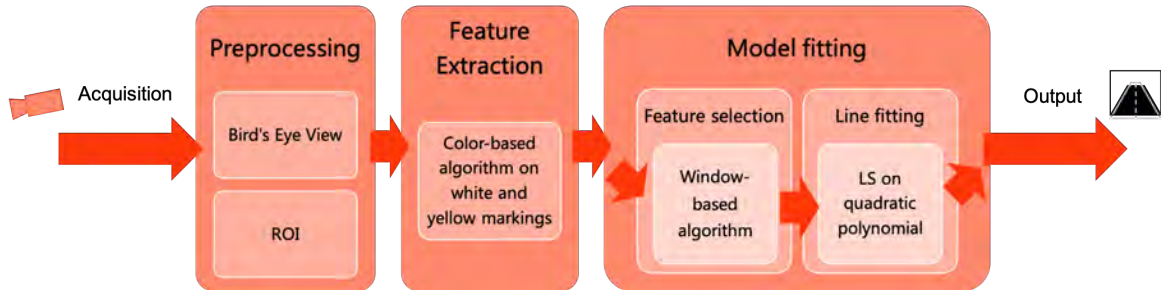 Acquisition
Preprocessing
Bird's Eye View
ROI
Feature
Extraction
Color-based
algorithm on
white and
yellow markings
Model fitting
Feature selection
Window-
based
algorithm
Line fitting
LS on
quadratic
polynomial
Output